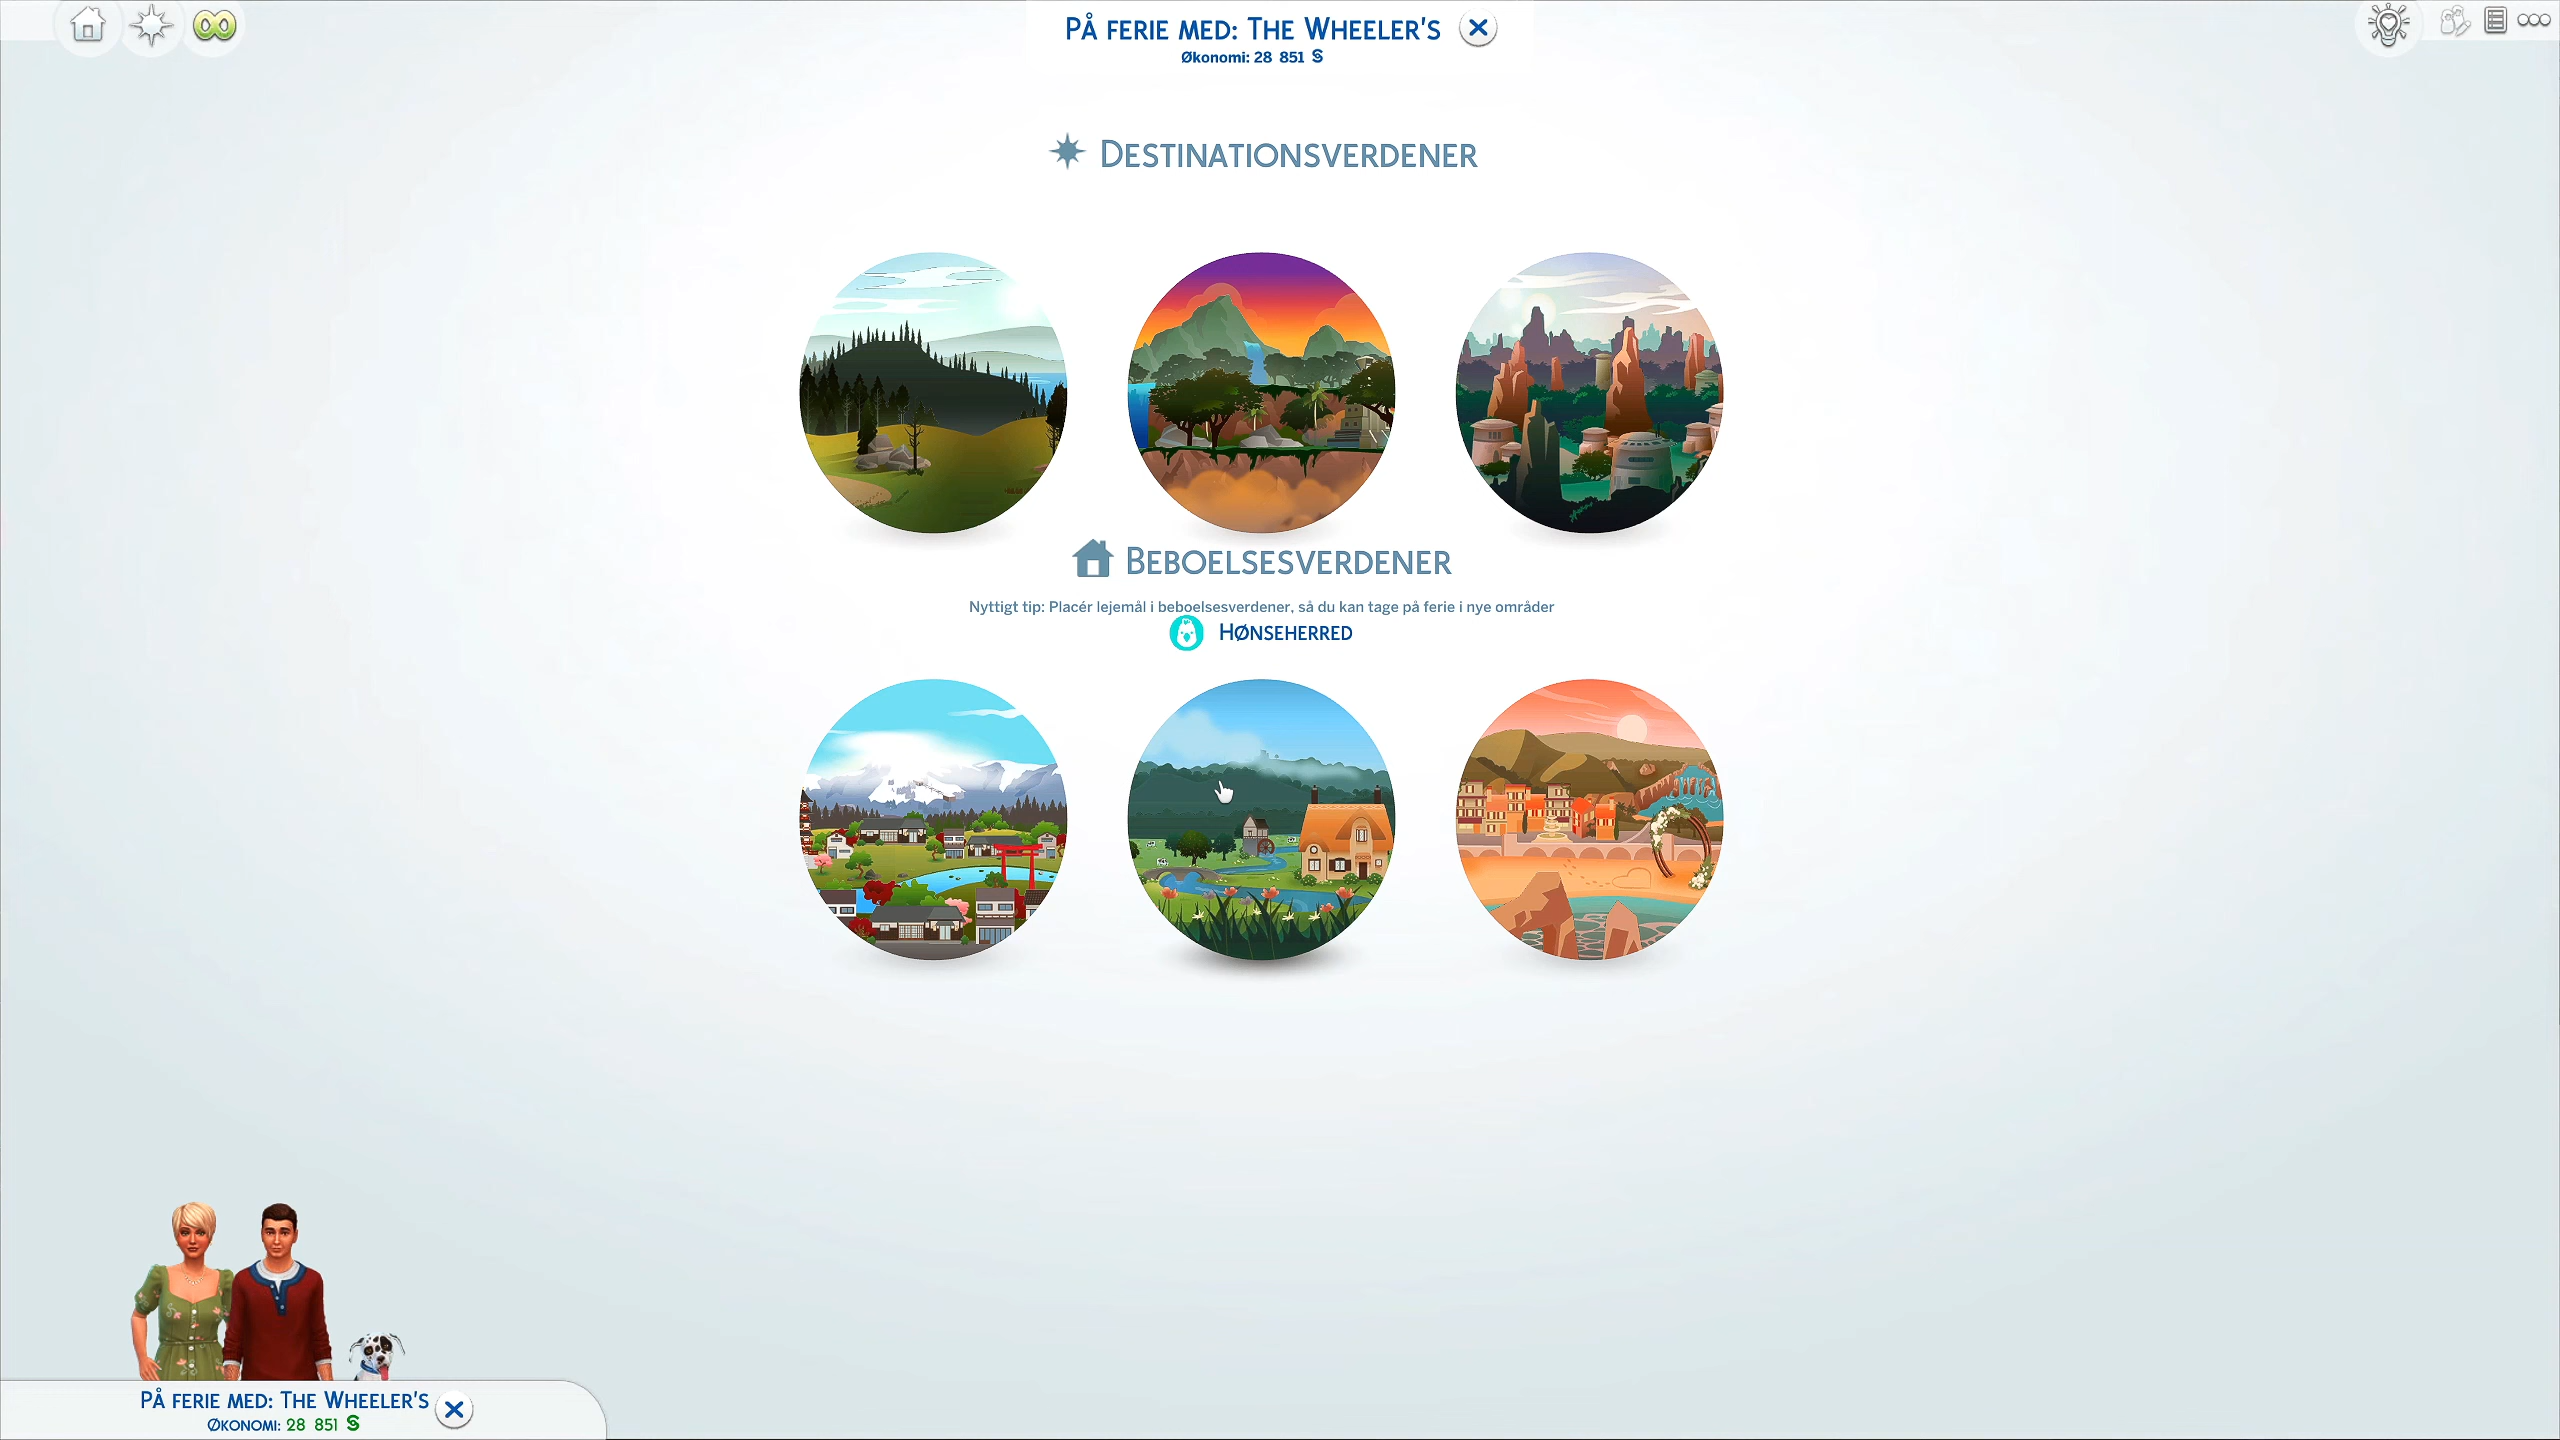 På ferie med: The Wheeler's
Økonomi: 28 851 §
Destinationsverdener
Beboelsesverdener
Nyttigt tip: Placér lejemål i beboelsesverdener, så du kan tage på ferie i nye områder
Hønseherred
På ferie med: The Wheeler's
Økonomi: 28 851 §